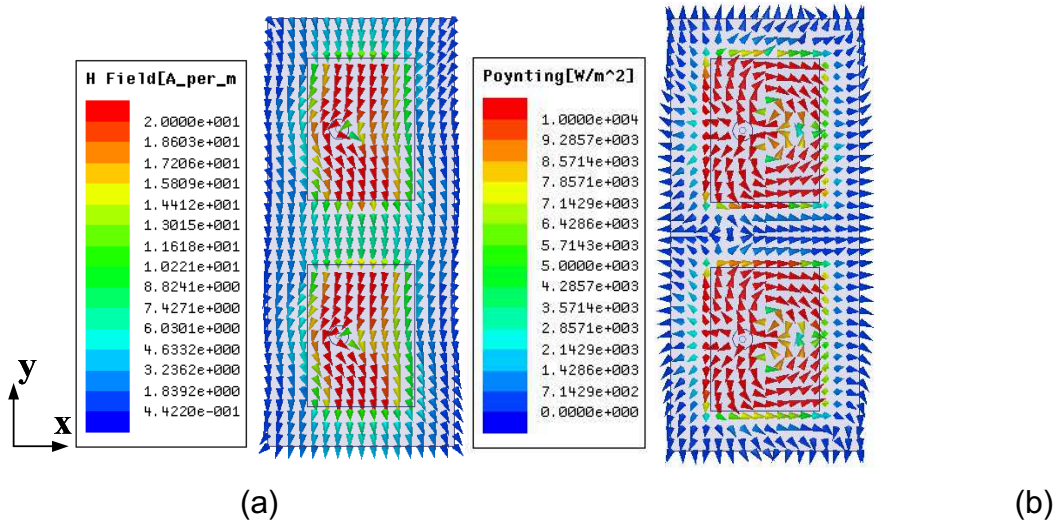 H Field[A_per_m
2.0000e+001
1.8603e+001
1.7206e+001
1.5809e+001
1.4412e+001
1.3015e+001
1.1618e+001
1.0221e+001
8.8241e+000
7.4271e+000
6.0301e+000
4.6332e+000
3.2362e+000
1.8392e+000
4.4220e-001
Poynting[W/m^2]
1.0000e+004
9.2857e+003
8.5714e+003
7.8571e+003
7.1429e+003
6.4286e+003
5.7143e+003
5.0000e+003
4.2857e+003
3.5714e+003
2.8571e+003
2.1429e+003
1.4286e+003
7.1429e+002
0.0000e+000
y
x
(a)
(b)